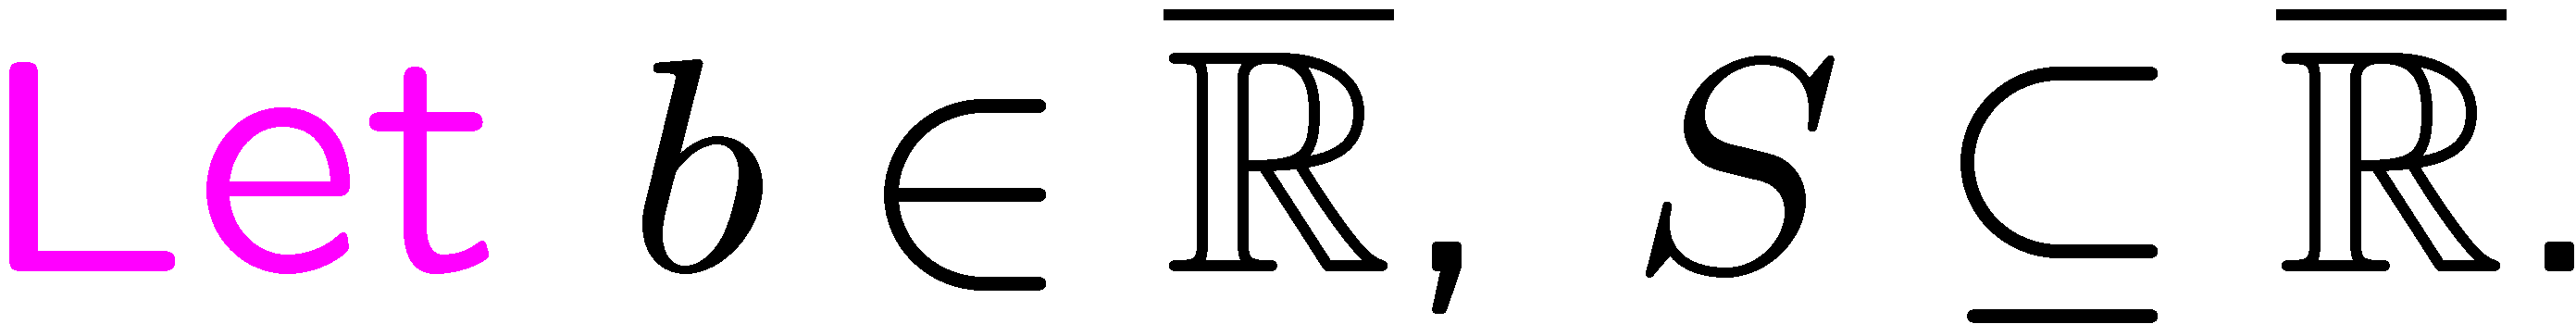 Let b ∈ ℝ̅, S ⊆ ℝ̅.